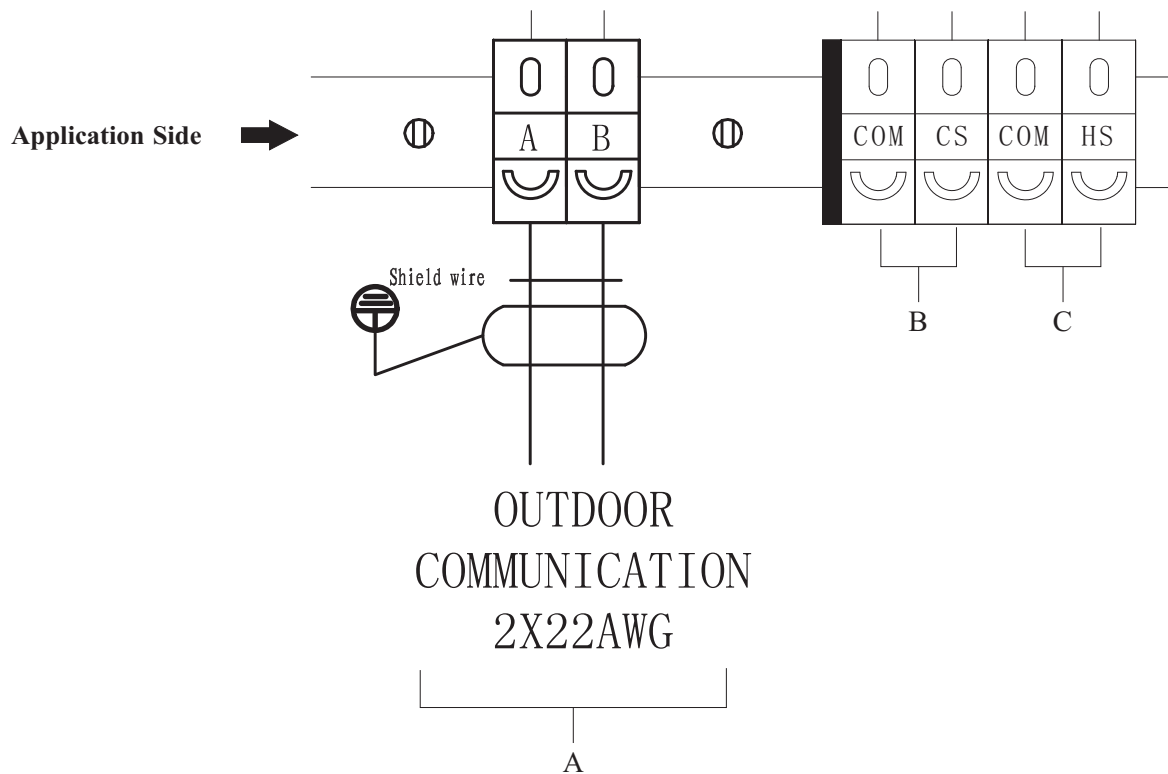 Application Side
A B
COM CS COM HS
Shield wire
B C
OUTDOOR
COMMUNICATION
2X22AWG
A